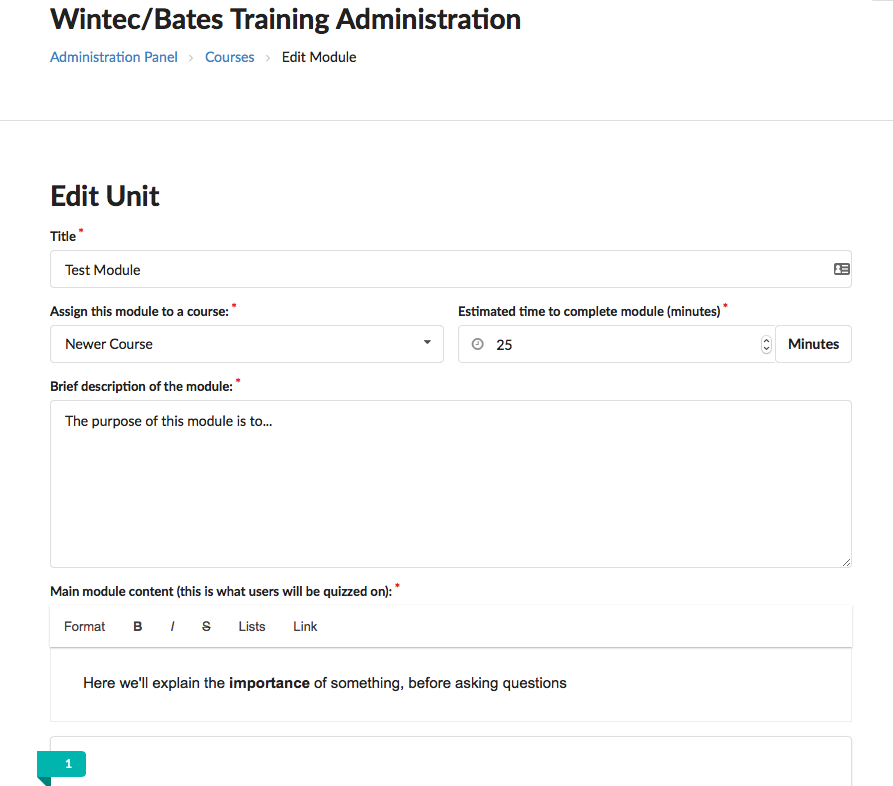 Wintec/Bates Training Administration
Administration Panel › Courses › Edit Module
Edit Unit
Title *
Test Module
Assign this module to a course: * Estimated time to complete module (minutes) *
Newer Course 25 Minutes
Brief description of the module: *
The purpose of this module is to...
Main module content (this is what users will be quizzed on): *
Format B I S Lists Link
Here we'll explain the importance of something, before asking questions
1